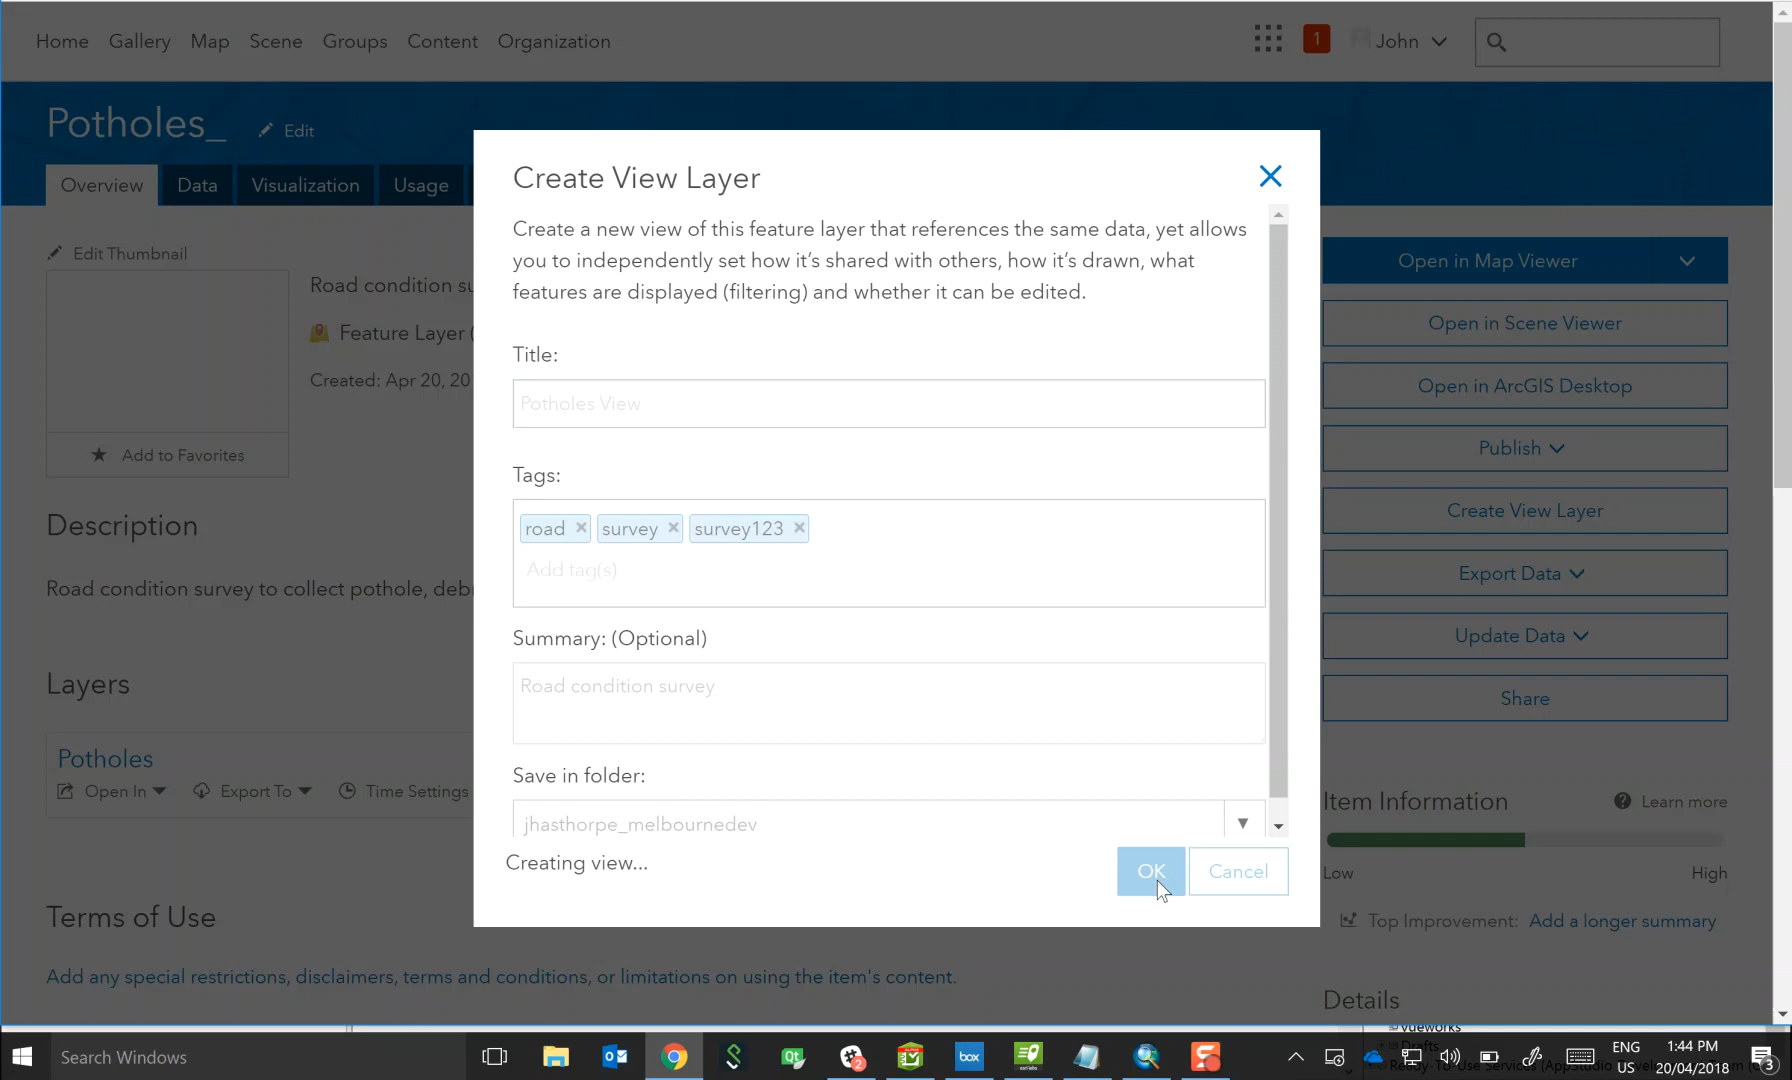 Home Gallery Map Scene Groups Content Organization
1 John
Potholes_ Edit
Overview Data Visualization Usage
Edit Thumbnail
Road condition su
Feature Layer (
Created: Apr 20, 20
Add to Favorites
Description
Road condition survey to collect pothole, deb
Layers
Potholes
Open In Export To Time Settings
Terms of Use
Add any special restrictions, disclaimers, terms and conditions, or limitations on using the item's content.
Create View Layer
Create a new view of this feature layer that references the same data, yet allows
you to independently set how it's shared with others, how it's drawn, what
features are displayed (filtering) and whether it can be edited.
Title:
Potholes View
Tags:
road × survey × survey123 ×
Add tag(s)
Summary: (Optional)
Road condition survey
Save in folder:
jhasthorpe_melbournedev
Creating view...
OK Cancel
Open in Map Viewer
Open in Scene Viewer
Open in ArcGIS Desktop
Publish
Create View Layer
Export Data
Update Data
Share
Item Information Learn more
Low High
Top Improvement: Add a longer summary
Details
vueworks
Drafts
Search Windows
Qt
2
box
ENG
US
1:44 PM
20/04/2018
3